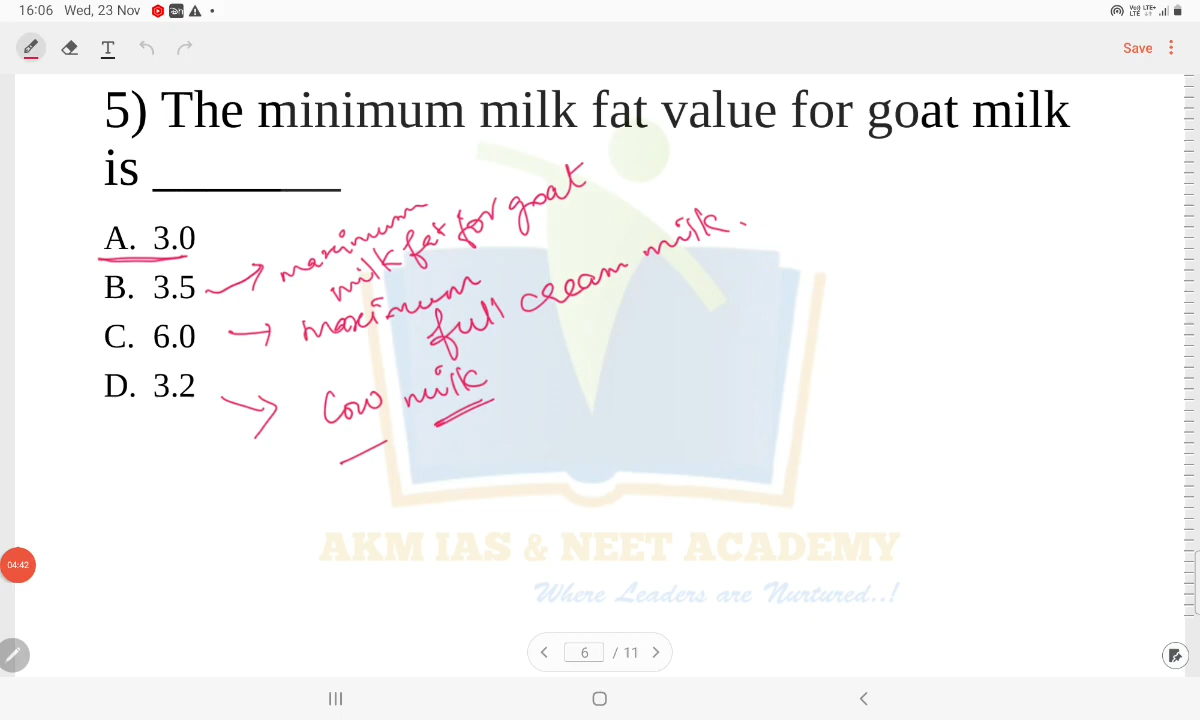 16:06 Wed, 23 Nov
Save
5) The minimum milk fat value for goat milk
is ________
A. 3.0
B. 3.5 → maximum
milk fat for goat
C. 6.0 → maximum
full cream milk.
D. 3.2 → Cow milk
AKM IAS & NEET ACADEMY
Where Leaders are Nurtured..!
04:42
6 / 11